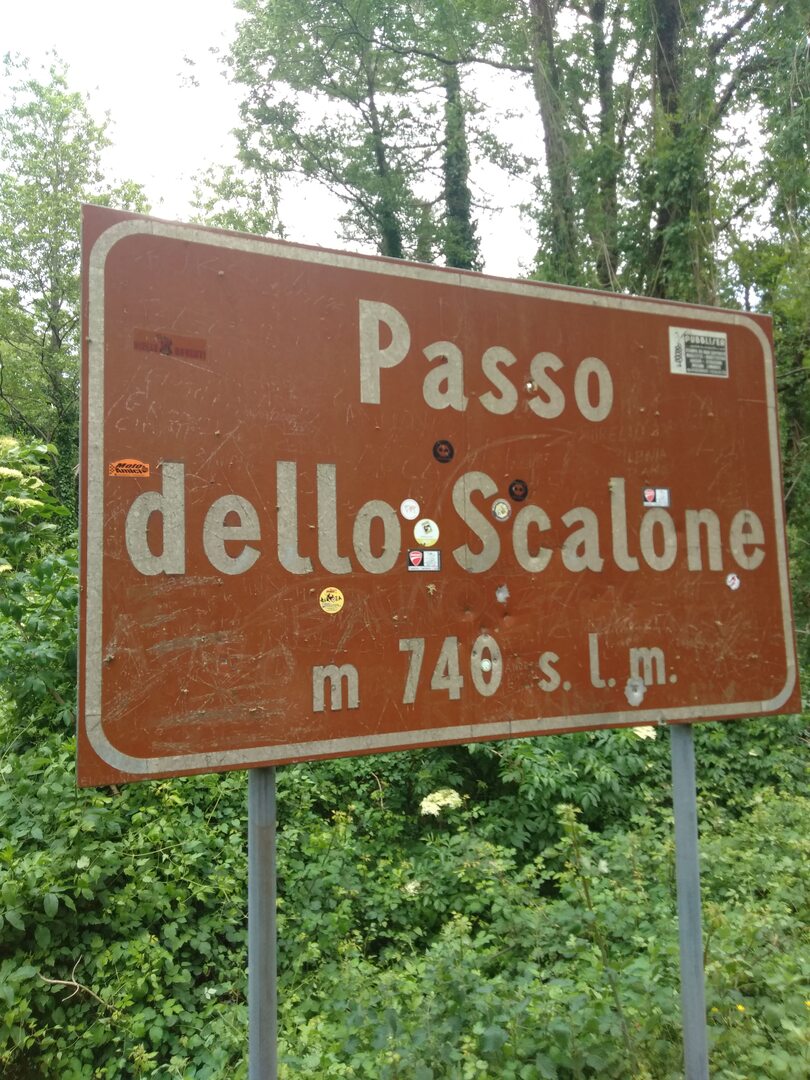 Passo
dello Scalone
m 740 s. l. m.